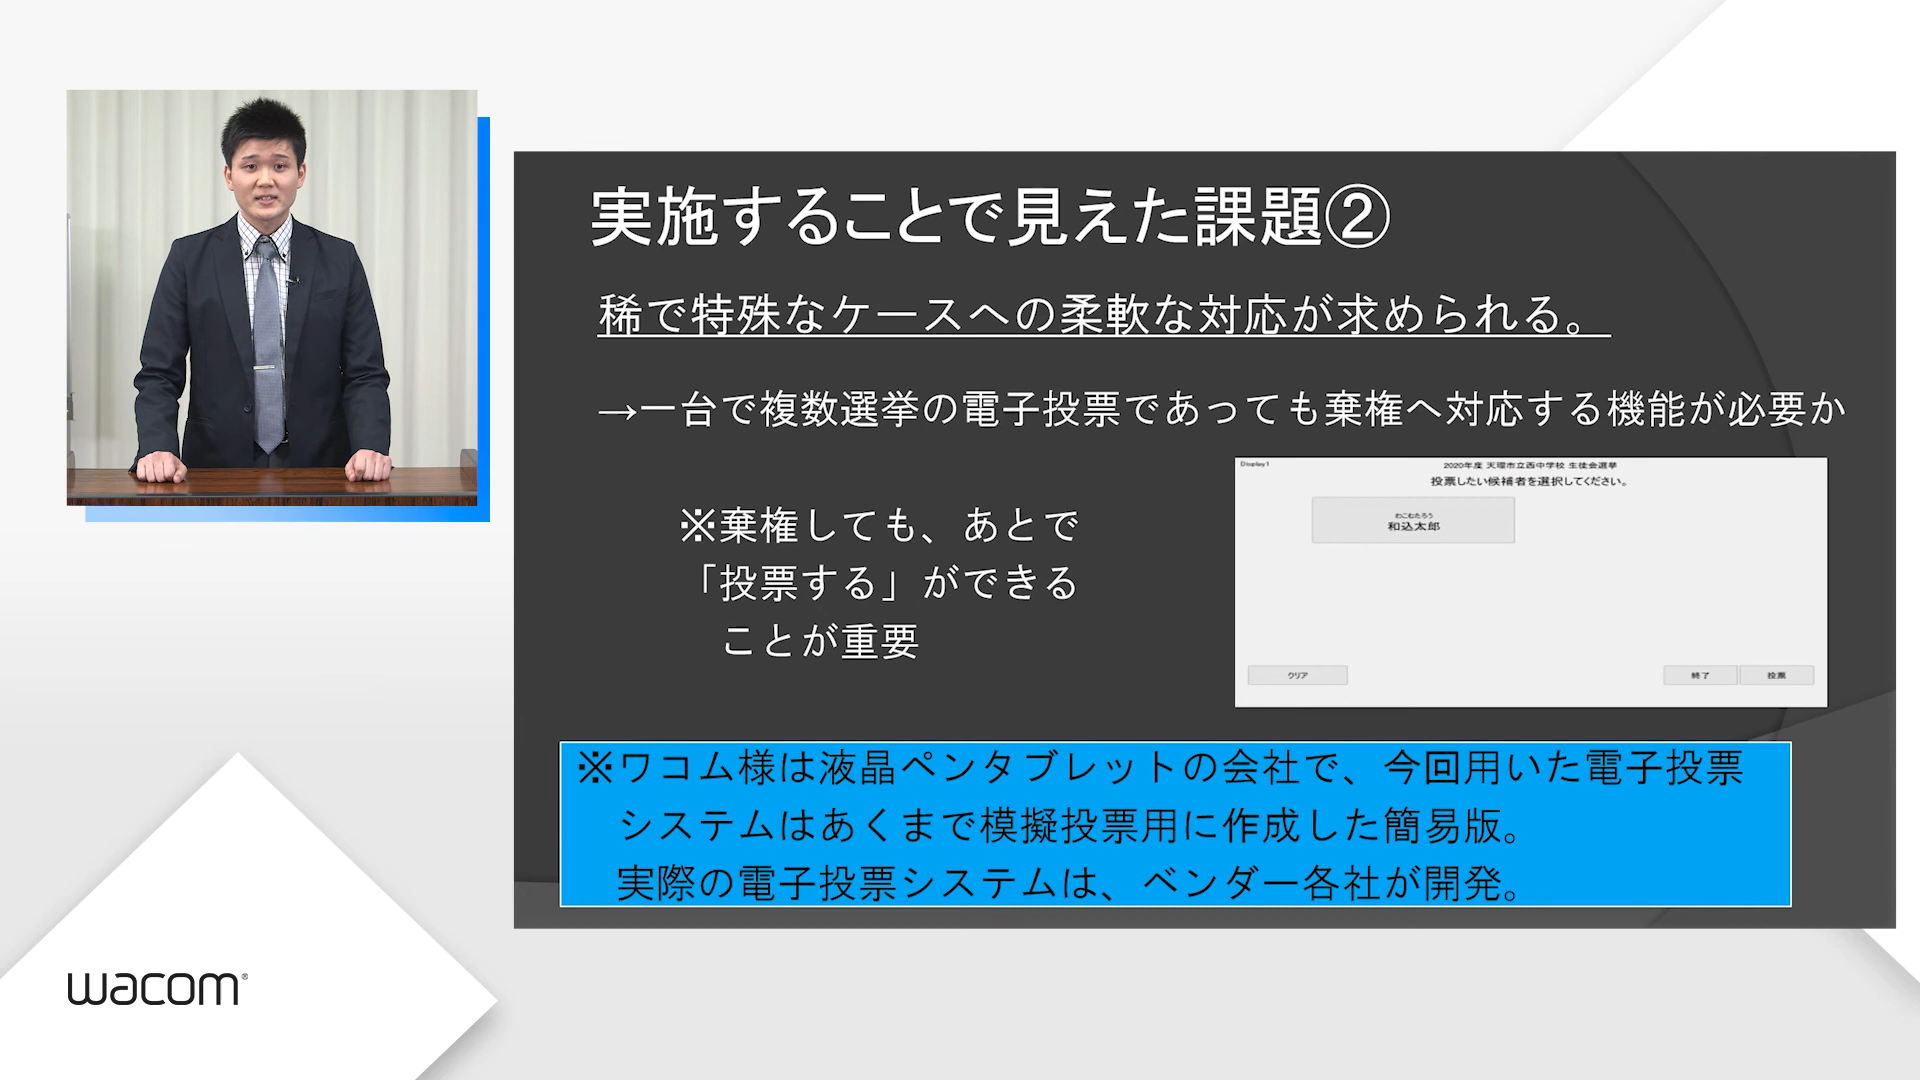 実施することで見えた課題②
稀で特殊なケースへの柔軟な対応が求められる。
→一台で複数選挙の電子投票であっても棄権へ対応する機能が必要か
※棄権しても、あとで
「投票する」ができる
ことが重要
Display1
2020年度 天理市立西中学校 生徒会選挙
投票したい候補者を選択してください。
わこむたろう
和込太郎
クリア
終了
投票
※ワコム様は液晶ペンタブレットの会社で、今回用いた電子投票
システムはあくまで模擬投票用に作成した簡易版。
実際の電子投票システムは、ベンダー各社が開発。
wacom®